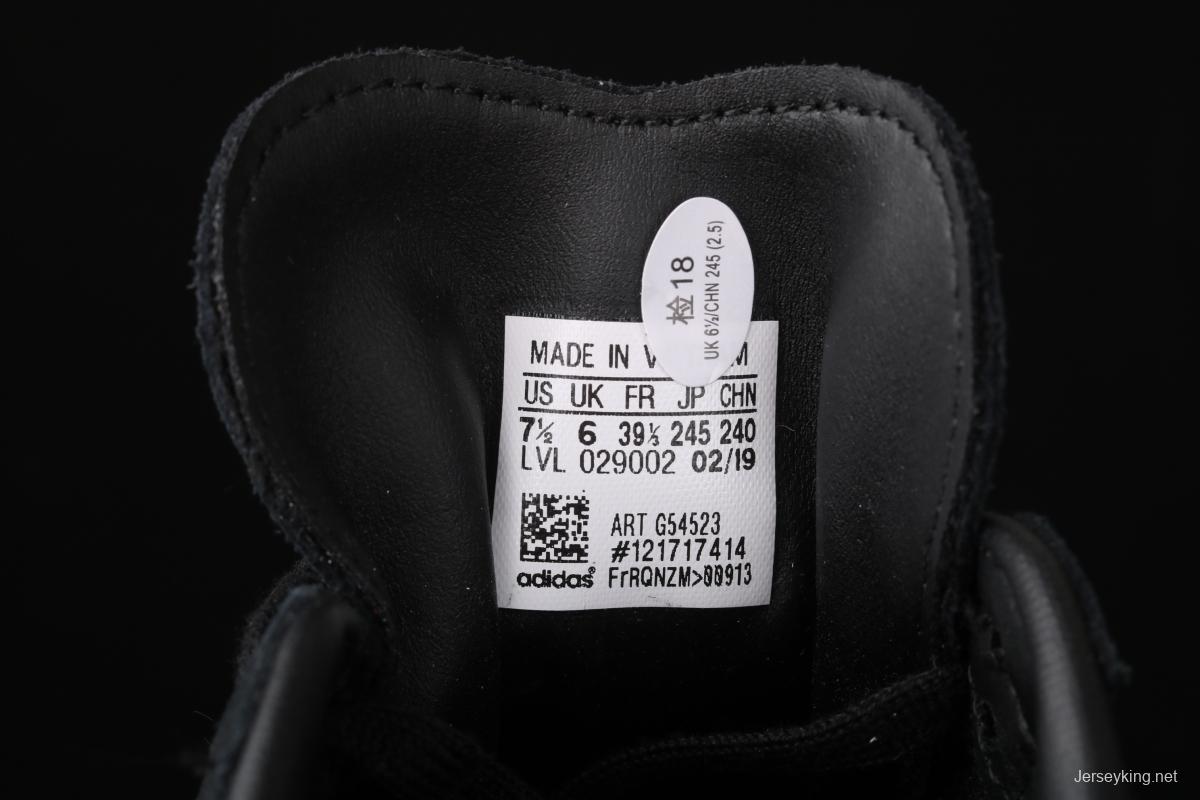 检18
UK 6½/CHN 245 (2.5)
MADE IN V M
US UK FR JP CHN
7½ 6 39⅓ 245 240
LVL 029002 02/19
ART G54523
#121717414
adidas®
FrRQNZM>00913
Jerseyking.net